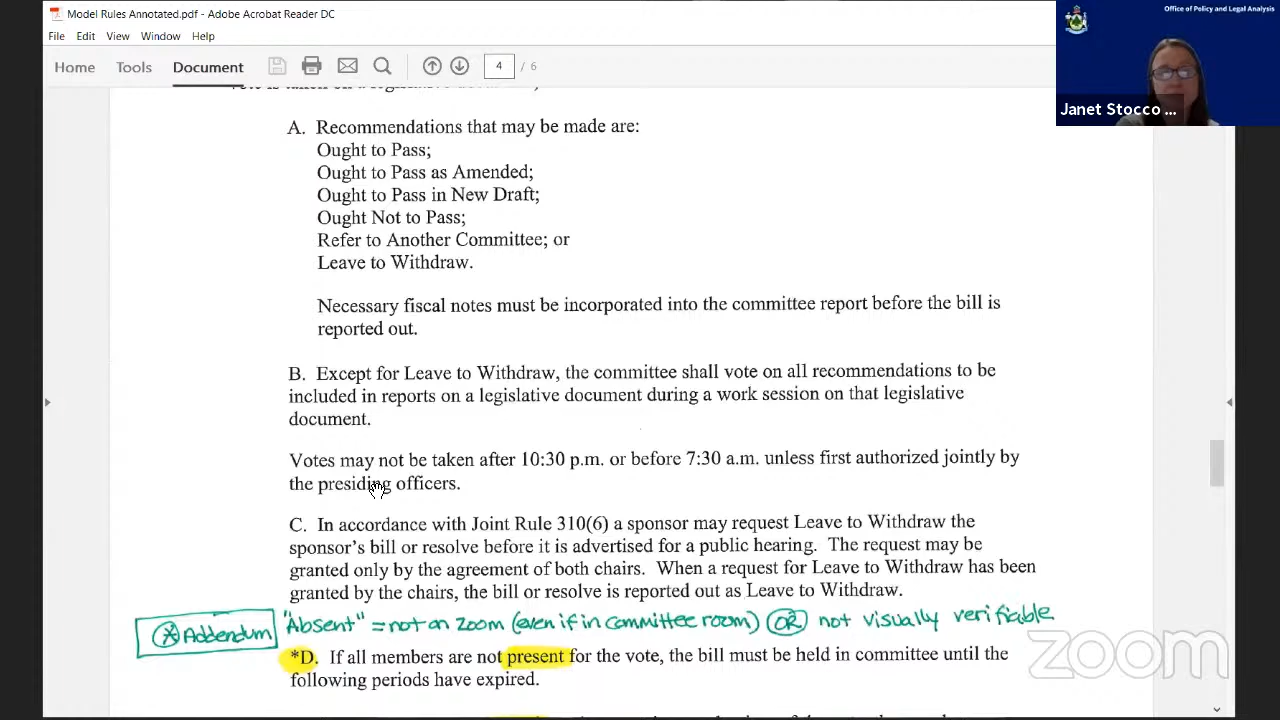 Model Rules Annotated.pdf - Adobe Acrobat Reader DC
File Edit View Window Help
Home Tools Document 4 / 6
Office of Policy and Legal Analysis
Janet Stocco ...
A. Recommendations that may be made are:
Ought to Pass;
Ought to Pass as Amended;
Ought to Pass in New Draft;
Ought Not to Pass;
Refer to Another Committee; or
Leave to Withdraw.
Necessary fiscal notes must be incorporated into the committee report before the bill is
reported out.
B. Except for Leave to Withdraw, the committee shall vote on all recommendations to be
included in reports on a legislative document during a work session on that legislative
document.
Votes may not be taken after 10:30 p.m. or before 7:30 a.m. unless first authorized jointly by
the presiding officers.
C. In accordance with Joint Rule 310(6) a sponsor may request Leave to Withdraw the
sponsor's bill or resolve before it is advertised for a public hearing. The request may be
granted only by the agreement of both chairs. When a request for Leave to Withdraw has been
granted by the chairs, the bill or resolve is reported out as Leave to Withdraw.
* Addendum "Absent" = not on zoom (even if in committee room) OR not visually verifiable
*D. If all members are not present for the vote, the bill must be held in committee until the
following periods have expired.
zoom